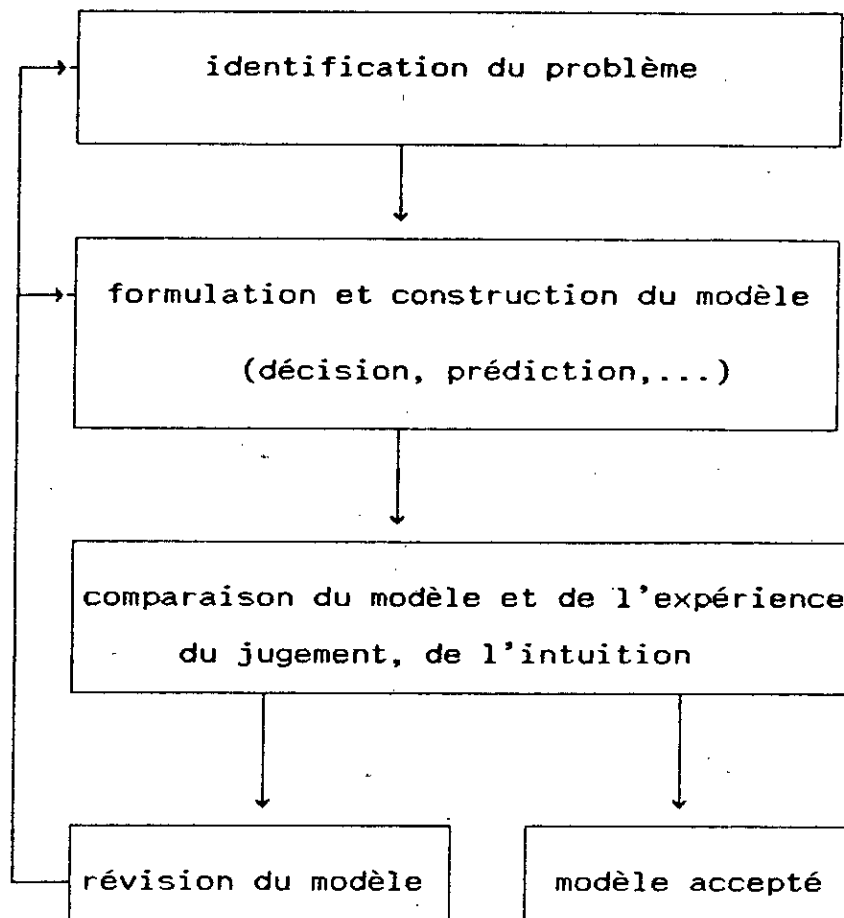 identification du problème
formulation et construction du modèle
(décision, prédiction,...)
comparaison du modèle et de l'expérience
du jugement, de l'intuition
révision du modèle
modèle accepté